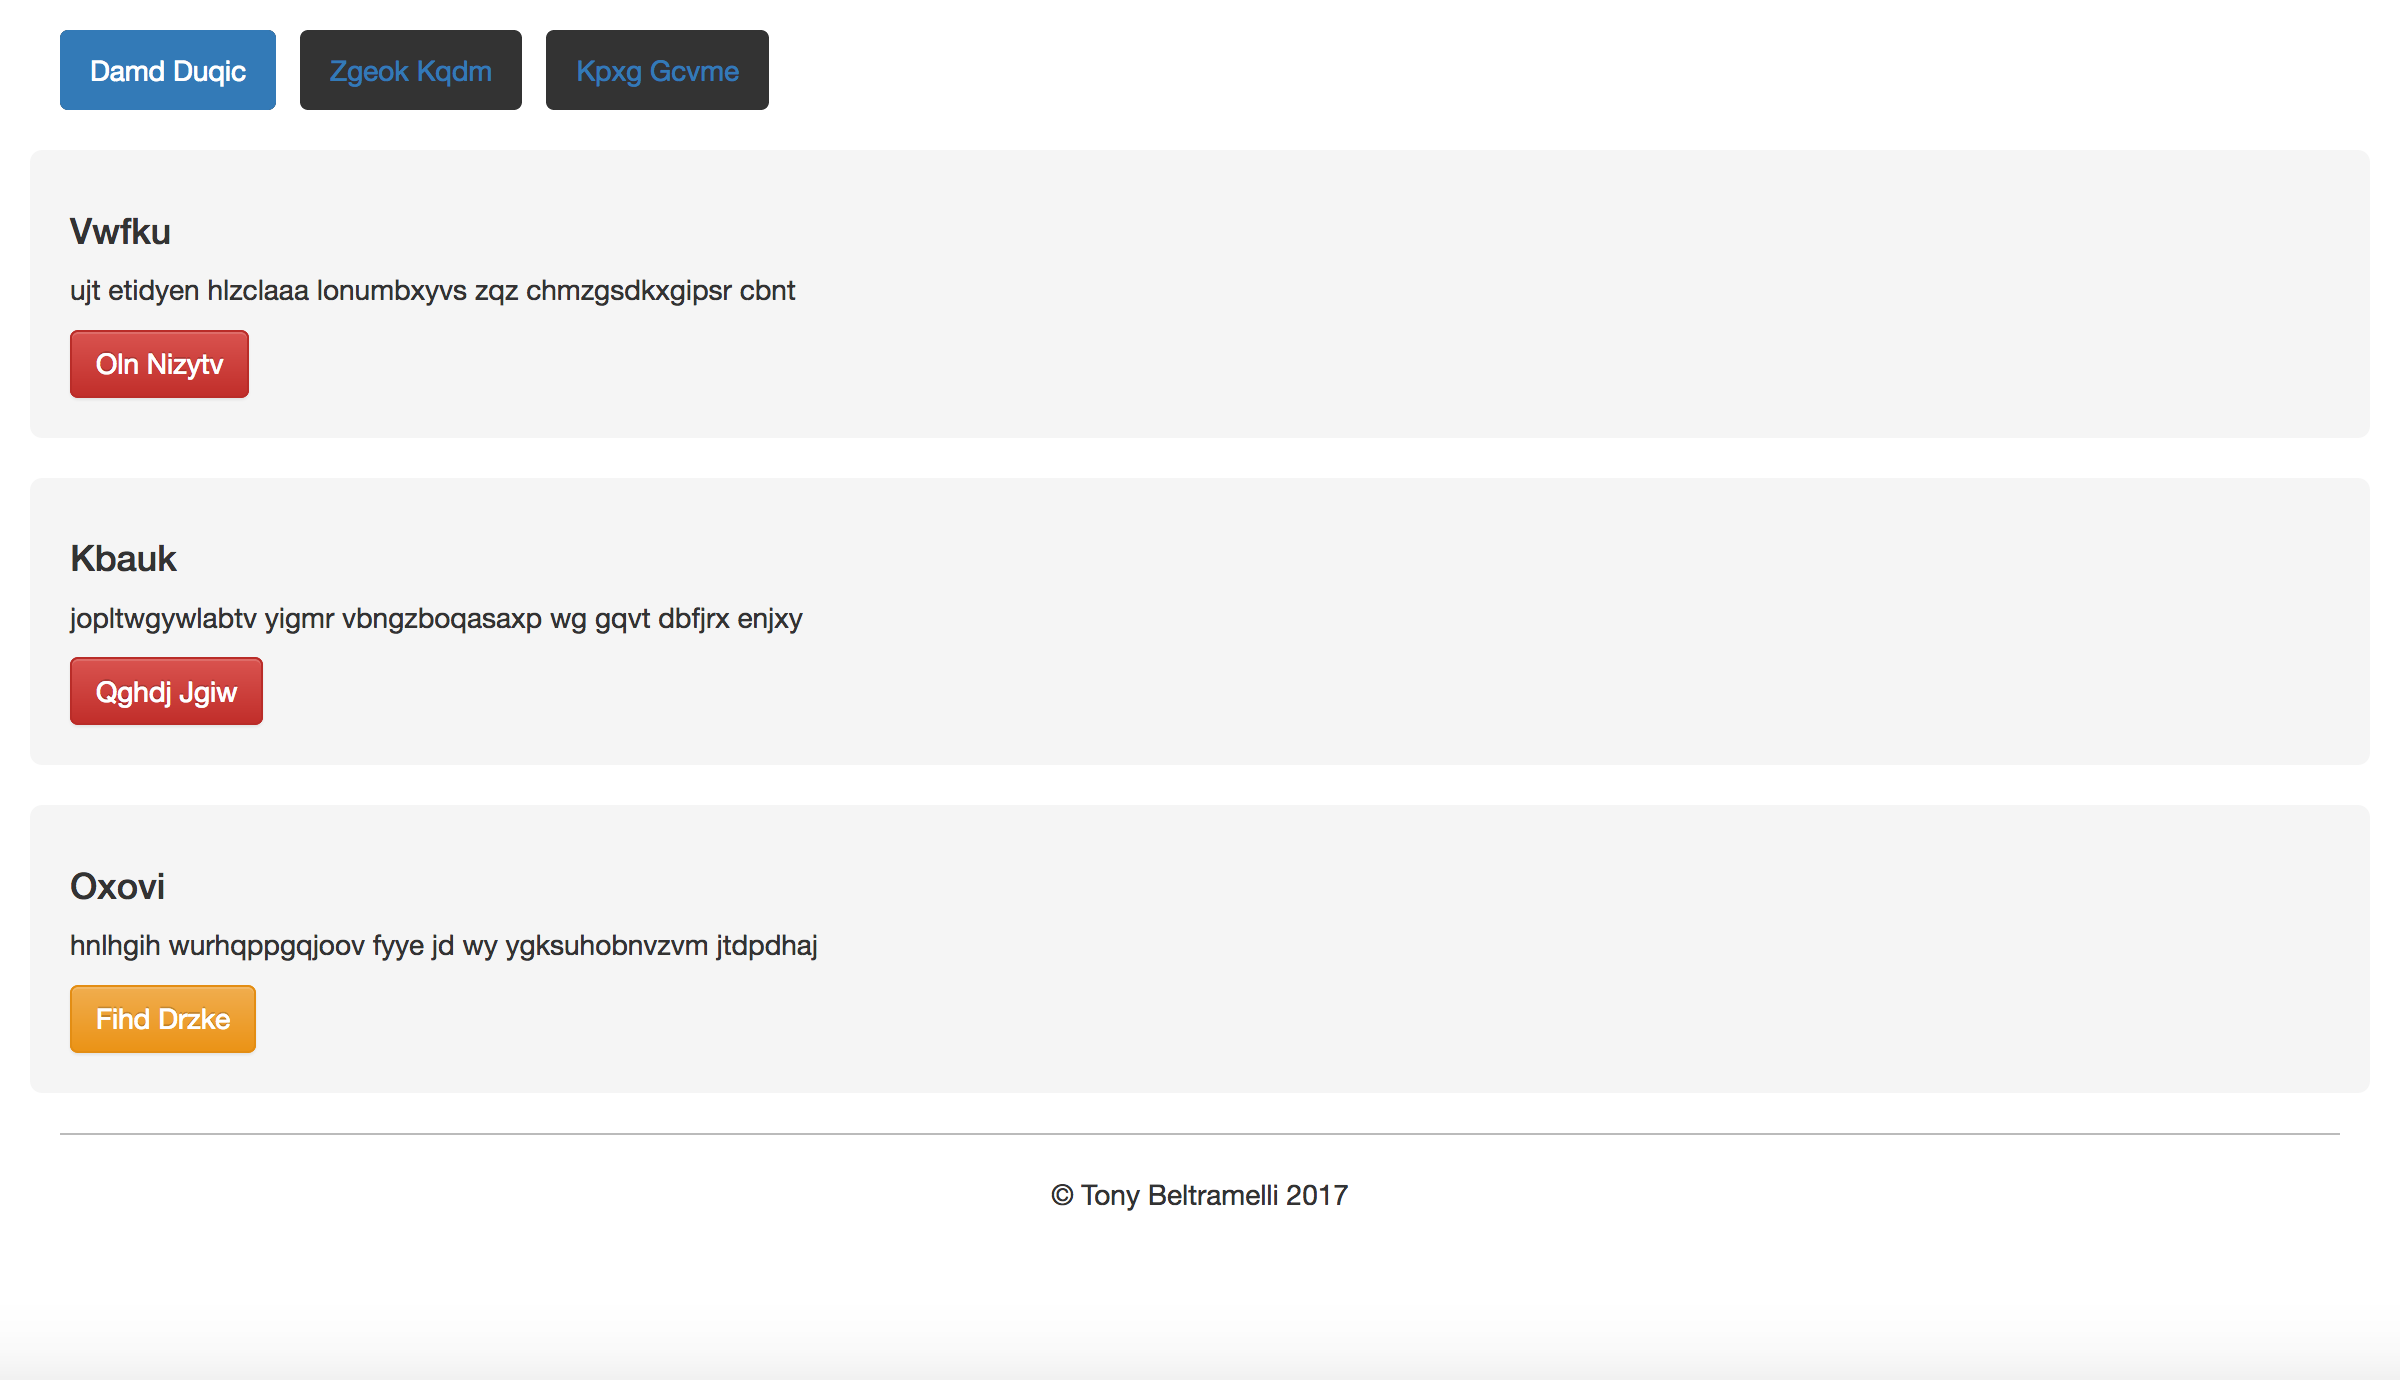 Damd Duqic Zgeok Kqdm Kpxg Gcvme
Vwfku
ujt etidyen hlzclaaa lonumbxyvs zqz chmzgsdkxgipsr cbnt
Oln Nizytv
Kbauk
jopltwgywlabtv yigmr vbngzboqasaxp wg gqvt dbfjrx enjxy
Qghdj Jgiw
Oxovi
hnlhgih wurhqppgqjoov fyye jd wy ygksuhobnvzvm jtdpdhaj
Fihd Drzke
© Tony Beltramelli 2017